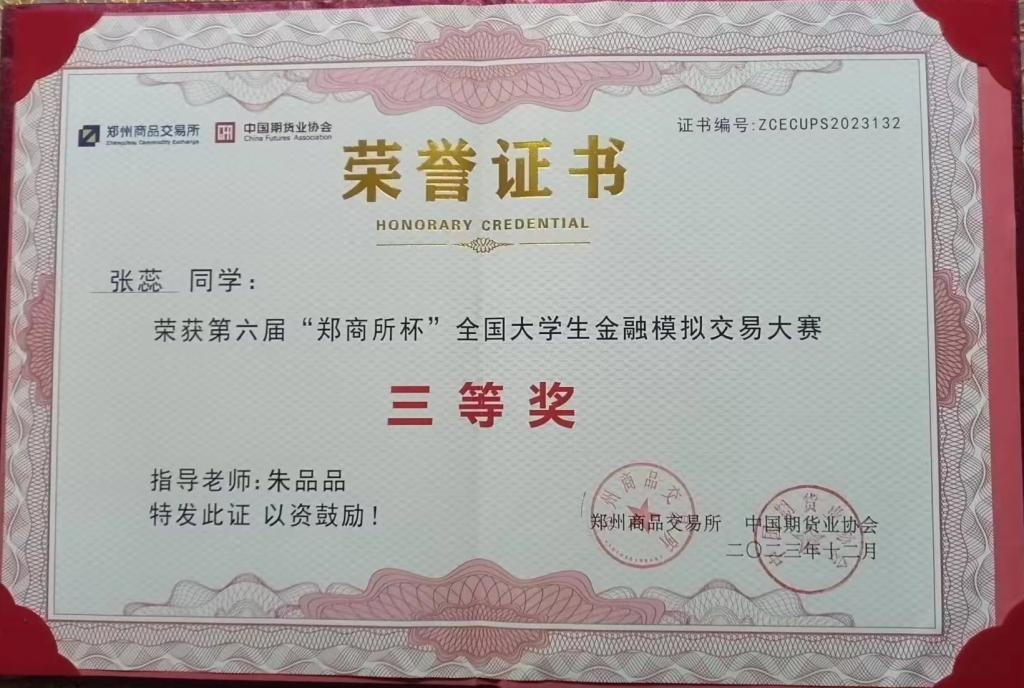 郑州商品交易所 中国期货业协会
Zhengzhou Commodity Exchange China Futures Association
证书编号:ZCECUPS2023132
荣誉证书
HONORARY CREDENTIAL
张蕊 同学:
荣获第六届“郑商所杯”全国大学生金融模拟交易大赛
三等奖
指导老师:朱品品
特发此证 以资鼓励!
郑州商品交易所 中国期货业协会
二〇二三年十二月